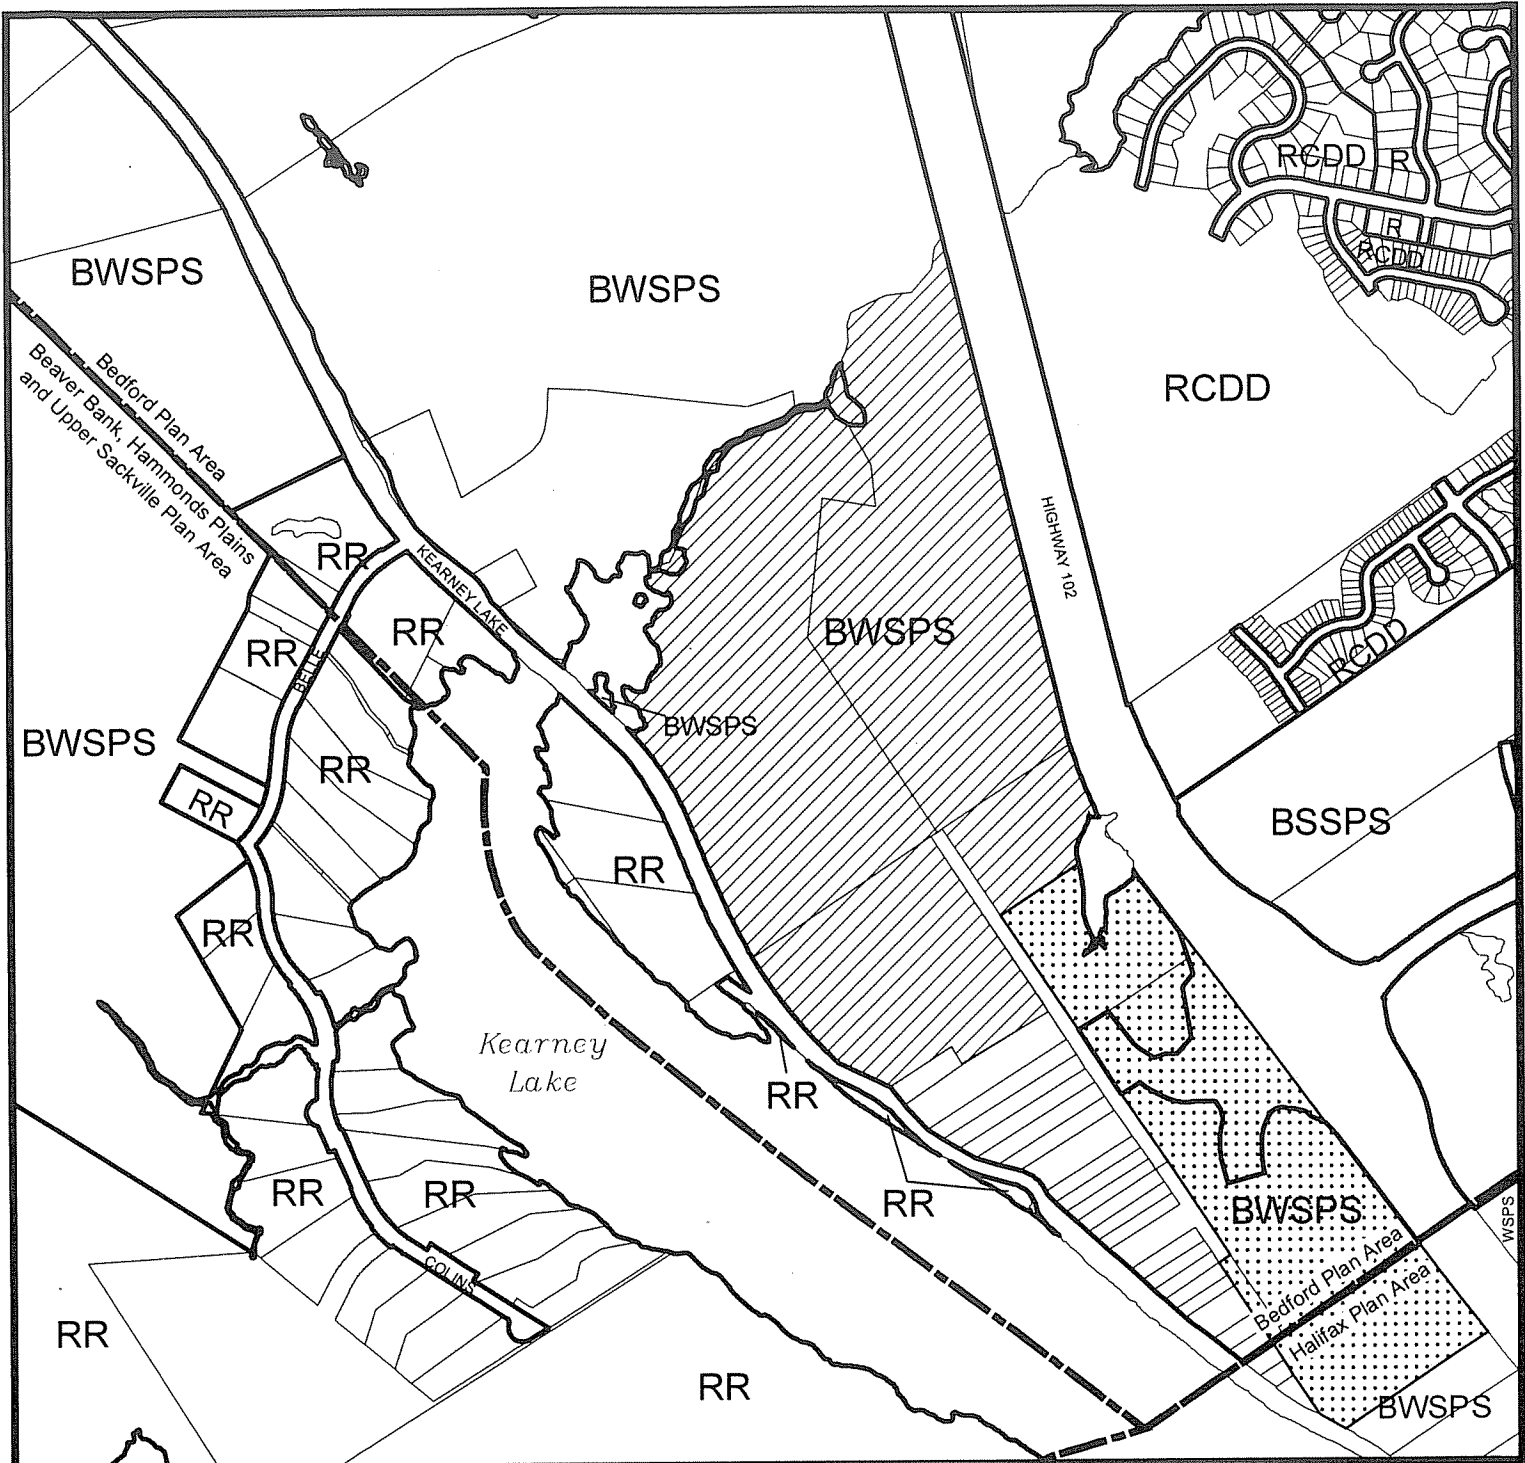 RCDD
R
R
RCDD
BWSPS
BWSPS
RCDD
Bedford Plan Area
Beaver Bank, Hammonds Plains
and Upper Sackville Plan Area
HIGHWAY 102
RR
KEARNEY LAKE
RR
BWSPS
RCDD
RR
BELLE
BWSPS
BWSPS
RR
RR
BSSPS
RR
RR
Kearney
Lake
RR
RR
RR
RR
BWSPS
WSPS
Bedford Plan Area
Halifax Plan Area
COLINS
RR
RR
BWSPS